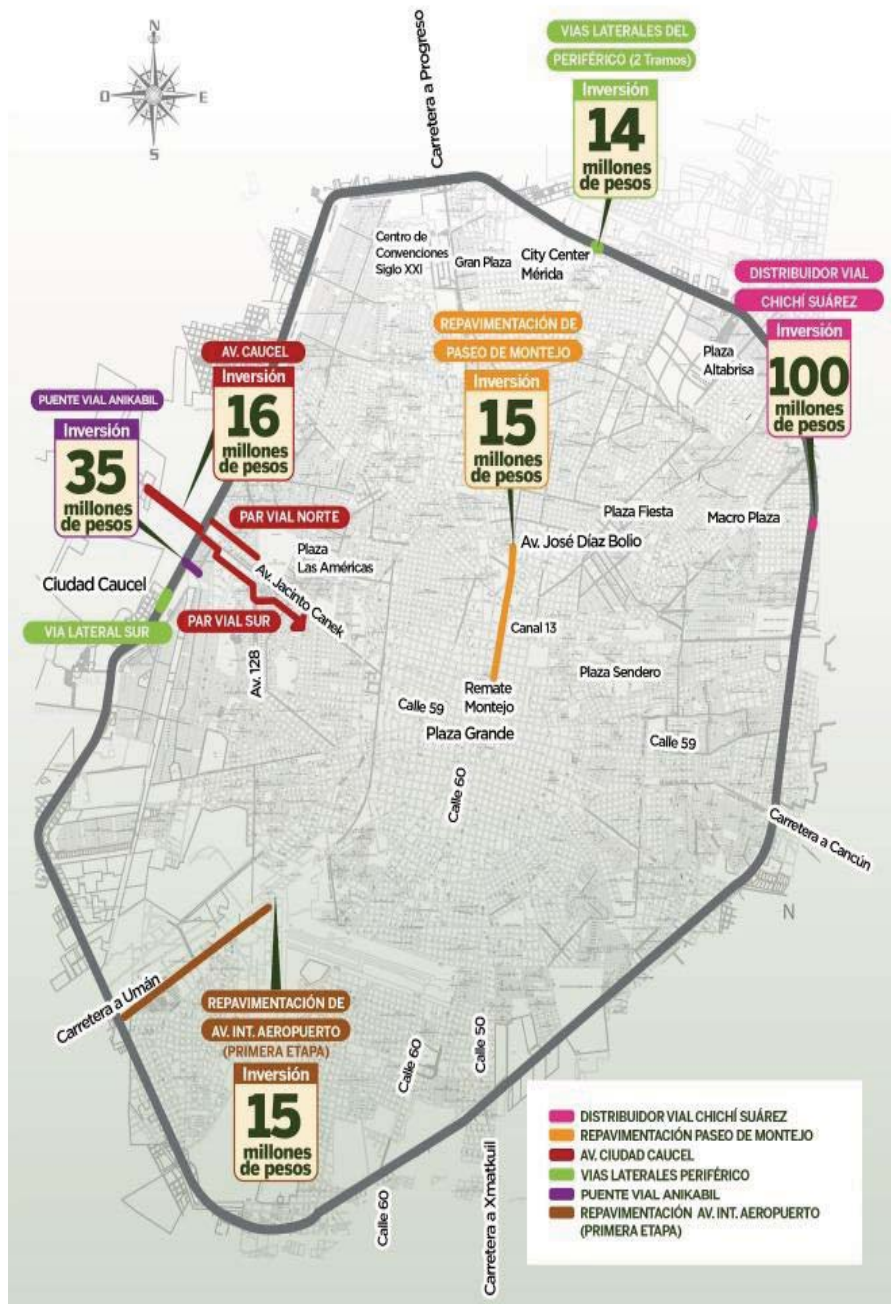 N
O
E
S
Carretera a Progreso
VIAS LATERALES DEL
PERIFÉRICO (2 Tramos)
Inversión
14
millones
de pesos
Centro de
Convenciones
Siglo XXI
Gran Plaza
City Center
Mérida
DISTRIBUIDOR VIAL
CHICHÍ SUÁREZ
Inversión
100
millones
de pesos
Plaza
Altabrisa
REPAVIMENTACIÓN DE
PASEO DE MONTEJO
Inversión
15
millones
de pesos
AV. CAUCEL
Inversión
16
millones
de pesos
PUENTE VIAL ANIKABIL
Inversión
35
millones
de pesos
PAR VIAL NORTE
Plaza
Las Américas
Plaza Fiesta
Macro Plaza
Av. José Díaz Bolio
Ciudad Caucel
Av. Jacinto Canek
VIA LATERAL SUR
PAR VIAL SUR
Canal 13
Av. 128
Plaza Sendero
Remate
Montejo
Calle 59
Plaza Grande
Calle 59
Calle 60
Carretera a Cancún
N
Carretera a Umán
REPAVIMENTACIÓN DE
AV. INT. AEROPUERTO
(PRIMERA ETAPA)
Inversión
15
millones
de pesos
Calle 60
Calle 50
Calle 60
Carretera a Xmatkuil
DISTRIBUIDOR VIAL CHICHÍ SUÁREZ
REPAVIMENTACIÓN PASEO DE MONTEJO
AV. CIUDAD CAUCEL
VIAS LATERALES PERIFÉRICO
PUENTE VIAL ANIKABIL
REPAVIMENTACIÓN AV. INT. AEROPUERTO
(PRIMERA ETAPA)